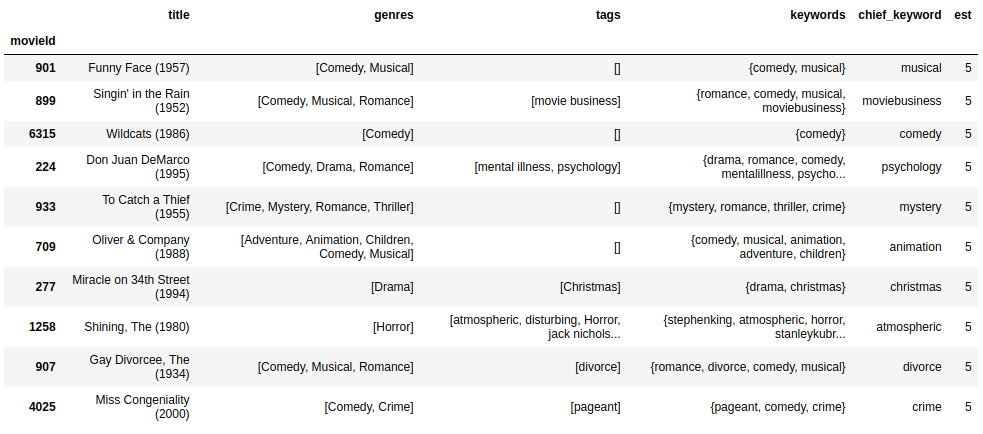 title genres tags keywords chief_keyword est
movieId
901 Funny Face (1957) [Comedy, Musical] [] {comedy, musical} musical 5
899 Singin' in the Rain (1952) [Comedy, Musical, Romance] [movie business] {romance, comedy, musical, moviebusiness} moviebusiness 5
6315 Wildcats (1986) [Comedy] [] {comedy} comedy 5
224 Don Juan DeMarco (1995) [Comedy, Drama, Romance] [mental illness, psychology] {drama, romance, comedy, mentalillness, psycho... psychology 5
933 To Catch a Thief (1955) [Crime, Mystery, Romance, Thriller] [] {mystery, romance, thriller, crime} mystery 5
709 Oliver & Company (1988) [Adventure, Animation, Children, Comedy, Musical] [] {comedy, musical, animation, adventure, children} animation 5
277 Miracle on 34th Street (1994) [Drama] [Christmas] {drama, christmas} christmas 5
1258 Shining, The (1980) [Horror] [atmospheric, disturbing, Horror, jack nichols... {stephenking, atmospheric, horror, stanleykubr... atmospheric 5
907 Gay Divorcee, The (1934) [Comedy, Musical, Romance] [divorce] {romance, divorce, comedy, musical} divorce 5
4025 Miss Congeniality (2000) [Comedy, Crime] [pageant] {pageant, comedy, crime} crime 5